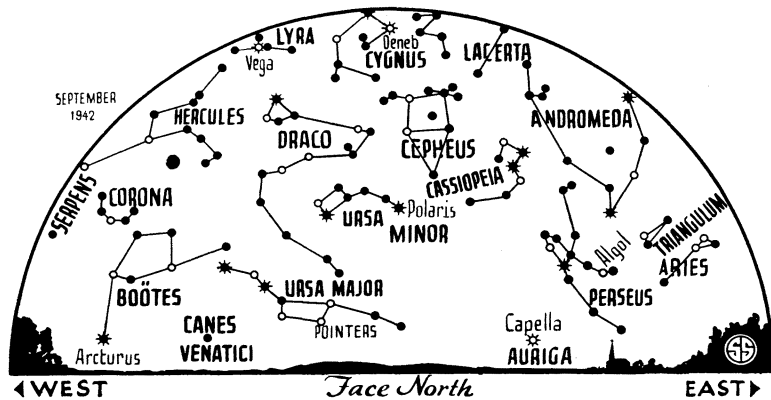 LYRA
Vega
Deneb
CYGNUS
LACERTA
SEPTEMBER
1942
HERCULES
DRACO
CEPHEUS
ANDROMEDA
CASSIOPEIA
SERPENS
CORONA
Polaris
URSA
MINOR
Algol
TRIANGULUM
ARIES
BOÖTES
URSA MAJOR
PERSEUS
POINTERS
CANES
VENATICI
Arcturus
Capella
AURIGA
SS
WEST
Face North
EAST